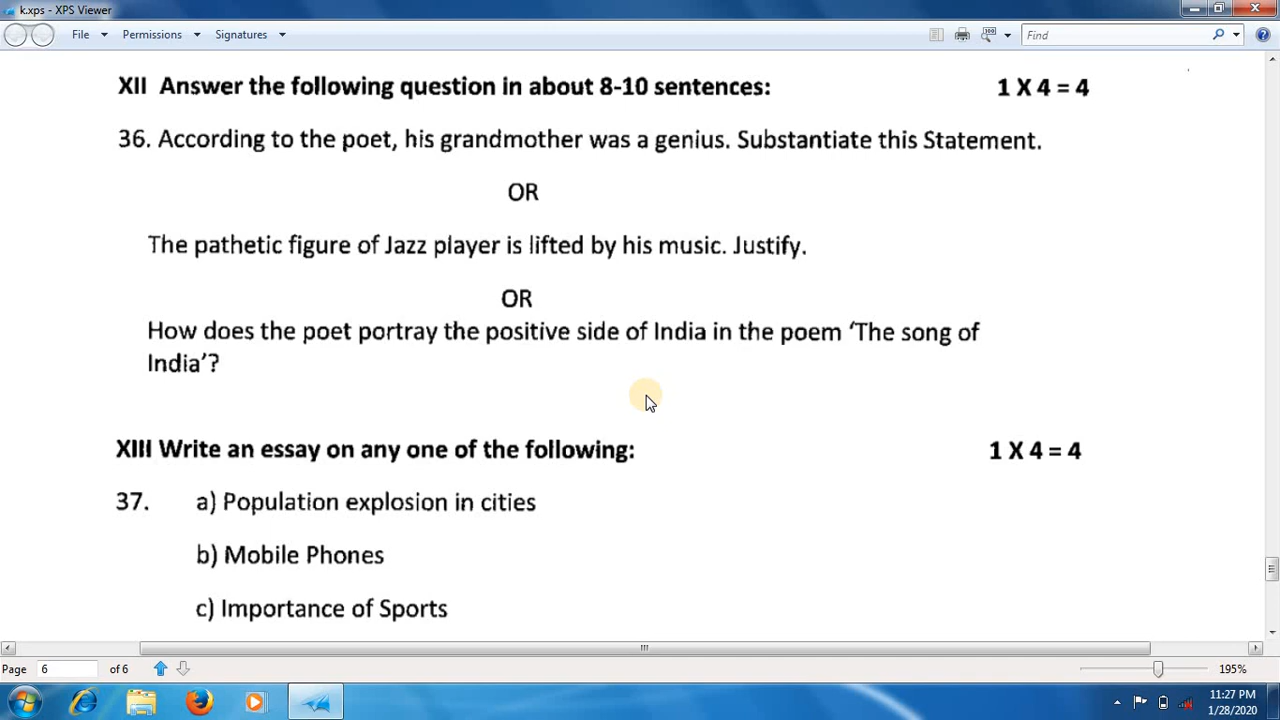 k.xps - XPS Viewer
File Permissions Signatures Find
XII Answer the following question in about 8-10 sentences: 1 X 4 = 4
36. According to the poet, his grandmother was a genius. Substantiate this Statement.
OR
The pathetic figure of Jazz player is lifted by his music. Justify.
OR
How does the poet portray the positive side of India in the poem ‘The song of
India’?
XIII Write an essay on any one of the following: 1 X 4 = 4
37. a) Population explosion in cities
b) Mobile Phones
c) Importance of Sports
Page 6 of 6 195%
11:27 PM
1/28/2020